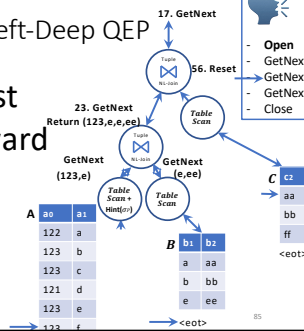 17. GetNext
eft-Deep QEP
- Open
- GetNex
- GetNex
- GetNex
- Close
Tuple
NL-Join
56. Reset
st
ard
23. GetNext
Return (123,e,e,ee)
Table
Scan
Tuple
NL-Join
GetNext
(123,e)
GetNext
(e,ee)
Table
Scan +
Table
Scan
A
a0 a1
122 a
123 b
123 c
121 d
123 e
123 f
B
b1 b2
a aa
b bb
e ee
<eot>
C
c2
aa
bb
ff
<eot>
85